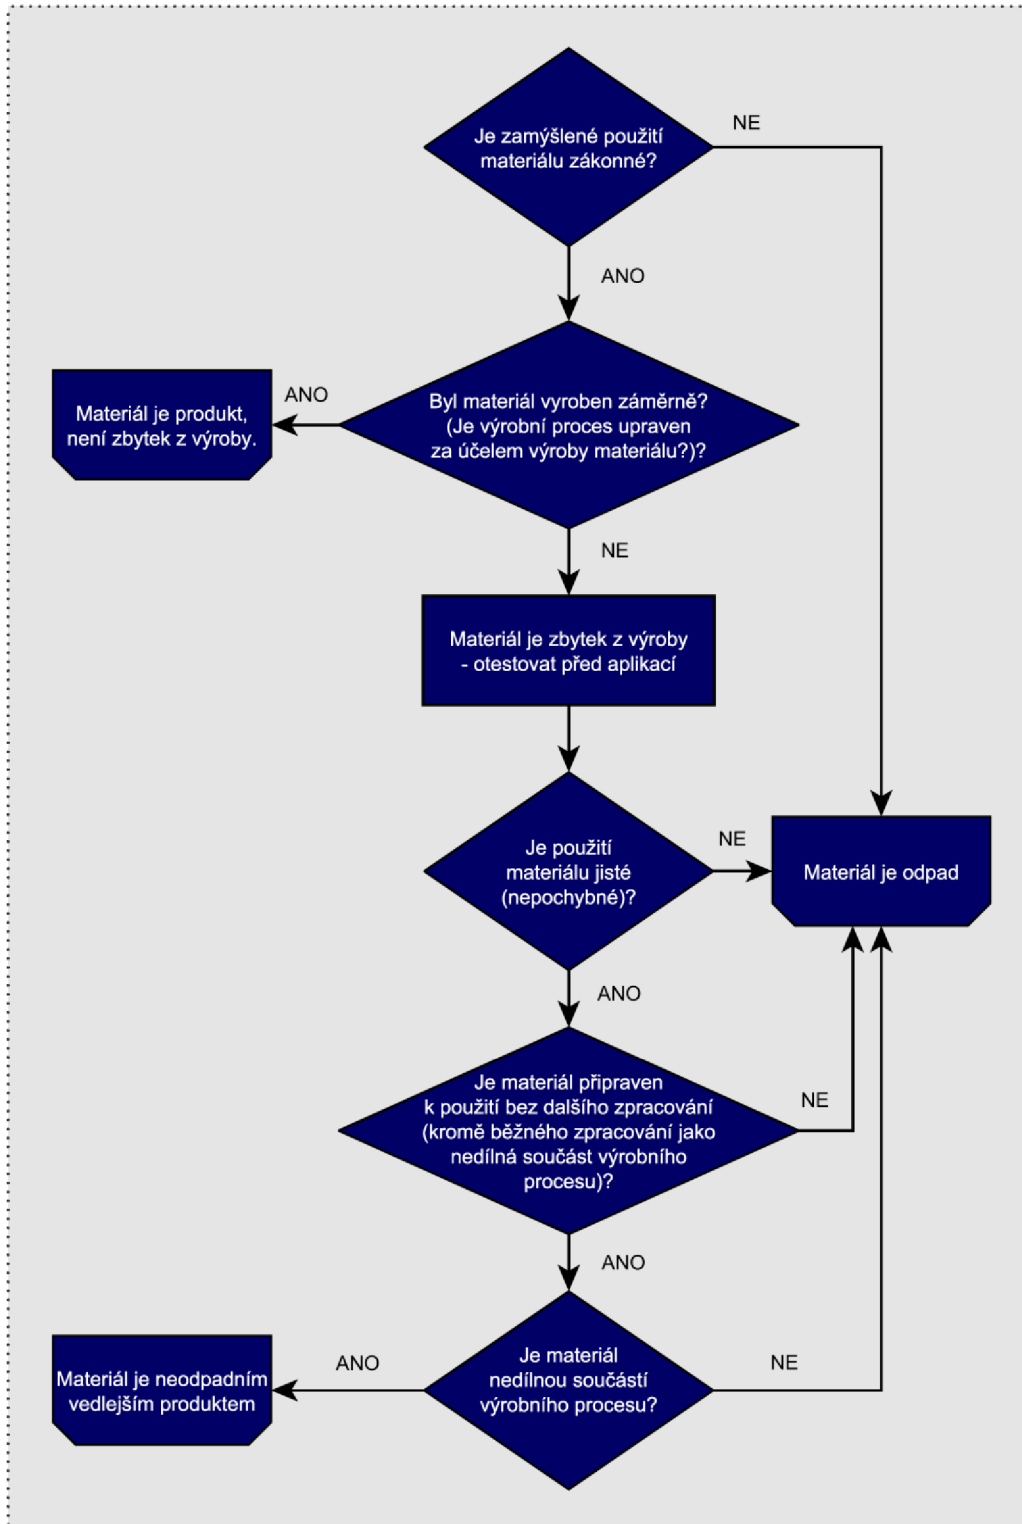 Je zamýšlené použití
materiálu zákonné?
NE
ANO
Byl materiál vyroben záměrně?
(Je výrobní proces upraven
za účelem výroby materiálu?)?
ANO
Materiál je produkt,
není zbytek z výroby.
NE
Materiál je zbytek z výroby
- otestovat před aplikací
Je použití
materiálu jisté
(nepochybné)?
NE
Materiál je odpad
ANO
Je materiál připraven
k použití bez dalšího zpracování
(kromě běžného zpracování jako
nedílná součást výrobního
procesu)?
NE
ANO
Je materiál
nedílnou součástí
výrobního procesu?
ANO
NE
Materiál je neodpadním
vedlejším produktem